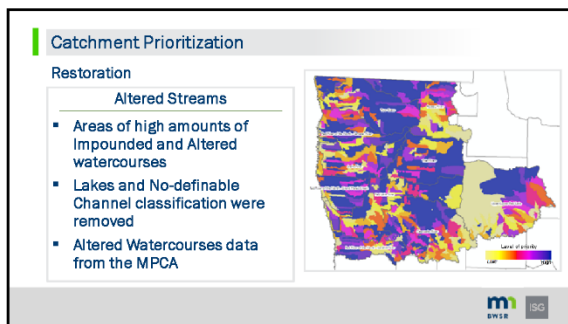 Catchment Prioritization
Restoration
Altered Streams
▪ Areas of high amounts of
Impounded and Altered
watercourses
▪ Lakes and No-definable
Channel classification were
removed
▪ Altered Watercourses data
from the MPCA
Level of priority
Low
High
BWSR
ISG